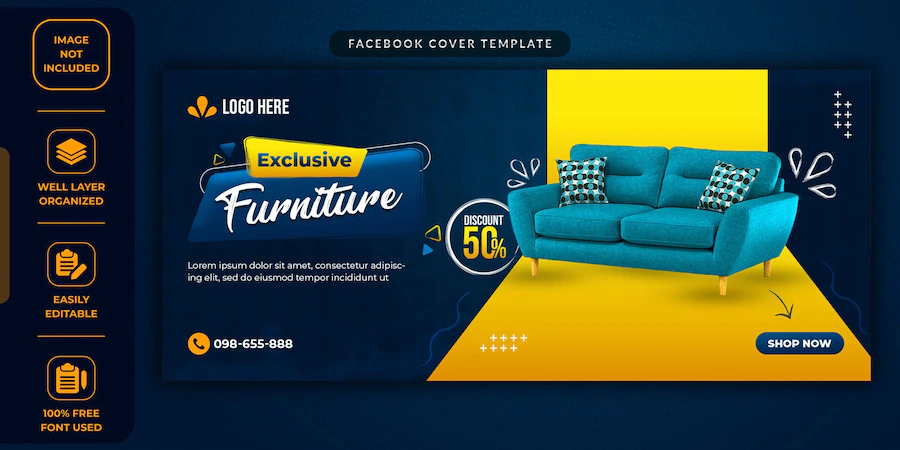 IMAGE
NOT
INCLUDED
WELL LAYER
ORGANIZED
EASILY
EDITABLE
100% FREE
FONT USED
FACEBOOK COVER TEMPLATE
LOGO HERE
Exclusive
Furniture
Lorem ipsum dolor sit amet, consectetur adipisc-
ing elit, sed do eiusmod tempor incididunt ut
098-655-888
DISCOUNT
50%
SHOP NOW